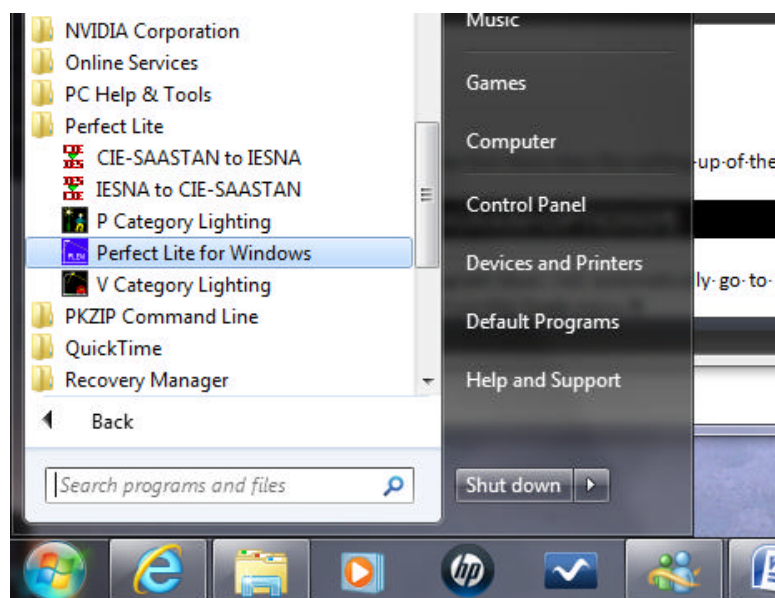 NVIDIA Corporation
Online Services
PC Help & Tools
Perfect Lite
CIE-SAASTAN to IESNA
IESNA to CIE-SAASTAN
P Category Lighting
Perfect Lite for Windows
V Category Lighting
PKZIP Command Line
QuickTime
Recovery Manager
Back
Search programs and files
Music
Games
Computer
Control Panel
Devices and Printers
Default Programs
Help and Support
Shut down
up·of·the
ly·go·to·
hp